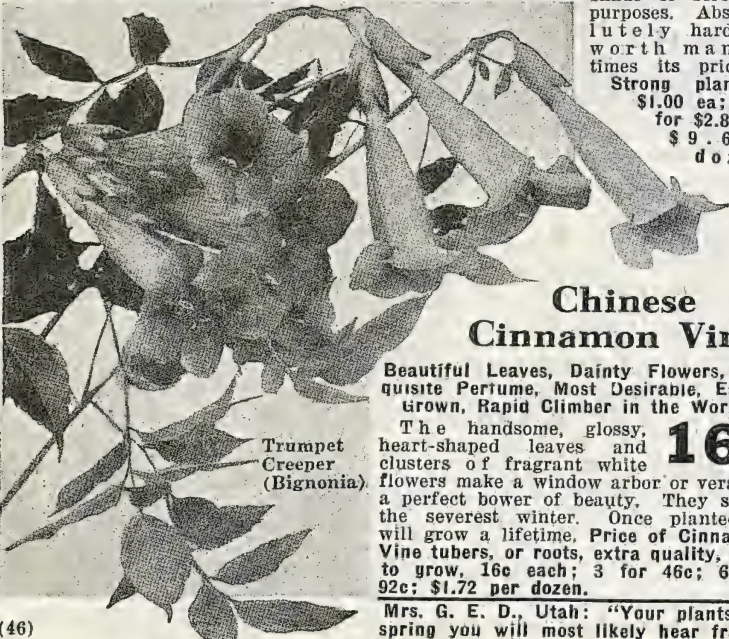 purposes. Abs
lutely hard
worth man
times its pric
Strong plan
$1.00 ea;
for $2.8
$9.6
doz
Trumpet
Creeper
(Bignonia)
Chinese
Cinnamon Vin
Beautiful Leaves, Dainty Flowers,
quisite Perfume, Most Desirable, E
Grown, Rapid Climber in the Wor
The handsome, glossy,
heart-shaped leaves and
clusters of fragrant white
16
flowers make a window arbor or vera
a perfect bower of beauty. They s
the severest winter. Once plante
will grow a lifetime. Price of Cinna
Vine tubers, or roots, extra quality,
to grow, 16c each; 3 for 46c; 6
92c; $1.72 per dozen.
Mrs. G. E. D., Utah: "Your plants
spring you will most likely hear fr
(46)